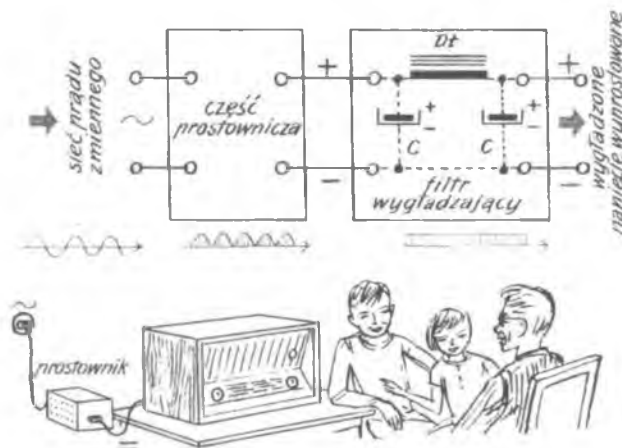 sieć prądu
zmiennego
~
część
prostownicza
+
−
Dł
+
−
C
+
−
C
filtr
wygładzający
+
−
wygładzone
napięcie wyprostowane
~
prostownik